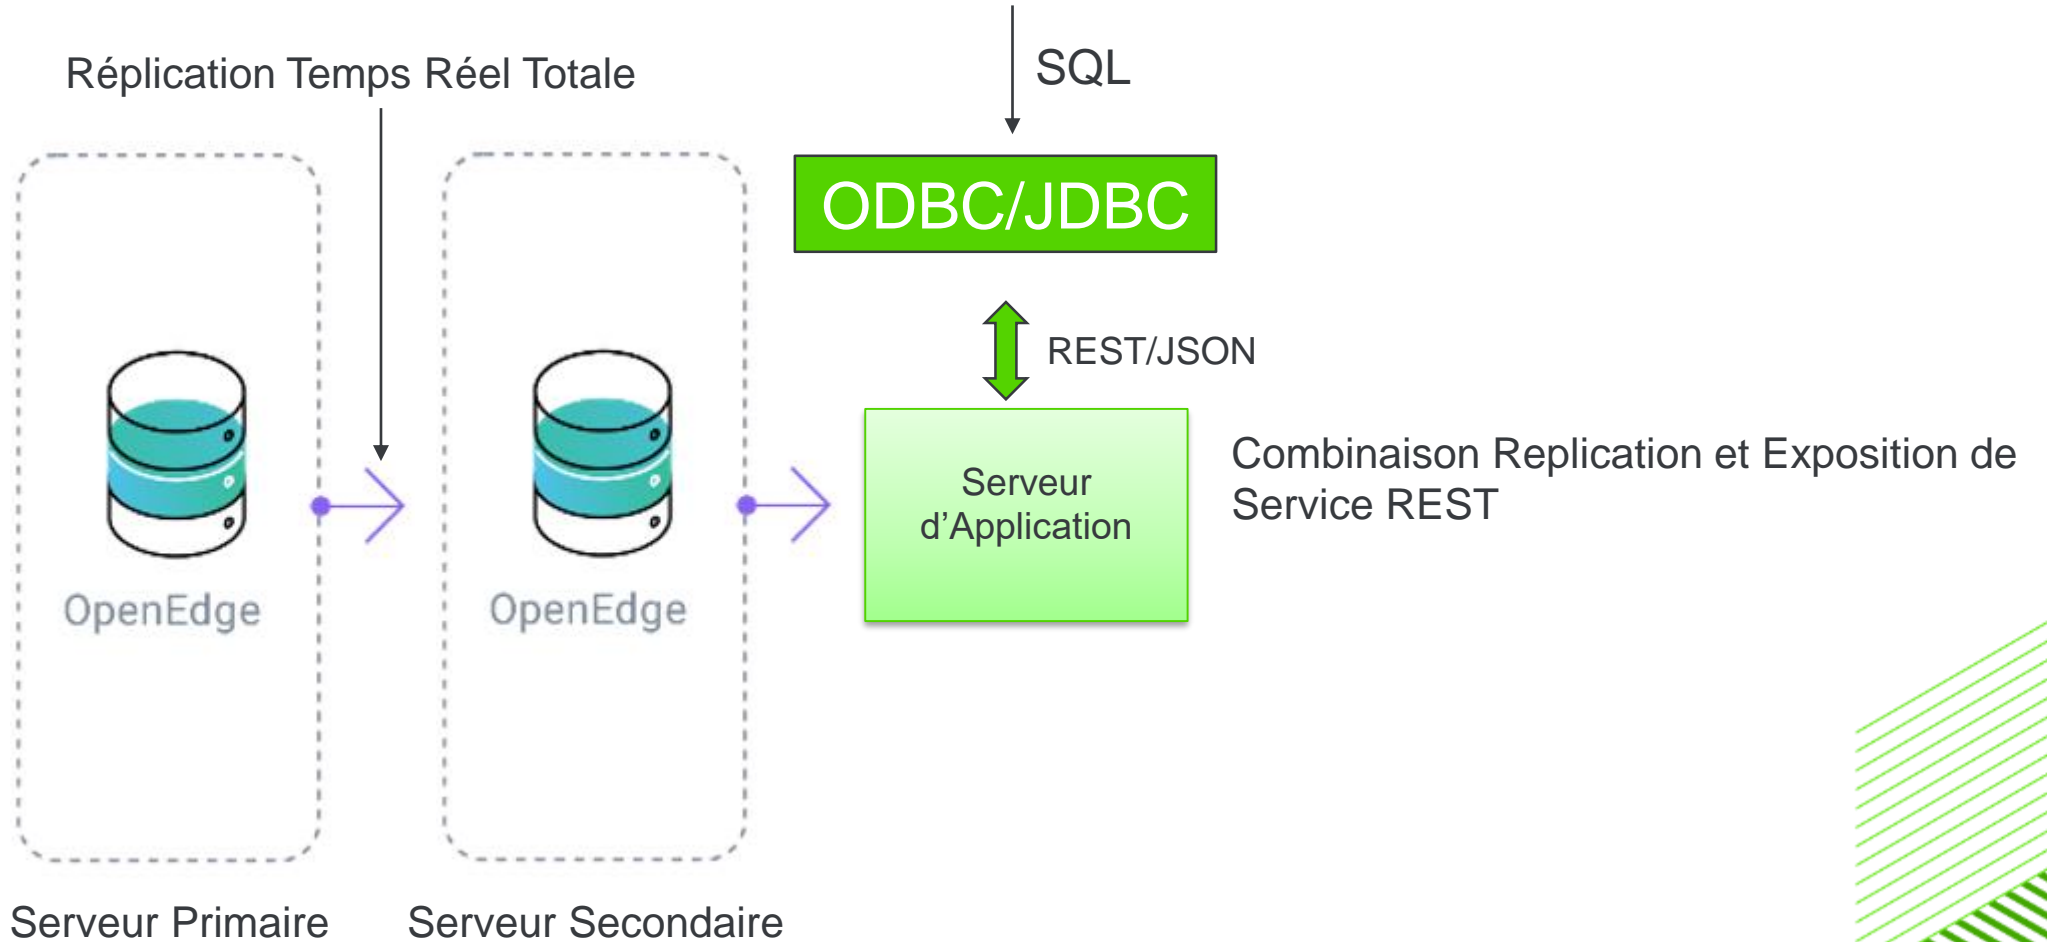 Réplication Temps Réel Totale
SQL
ODBC/JDBC
REST/JSON
Serveur
d’Application
Combinaison Replication et Exposition de
Service REST
OpenEdge
OpenEdge
Serveur Primaire
Serveur Secondaire